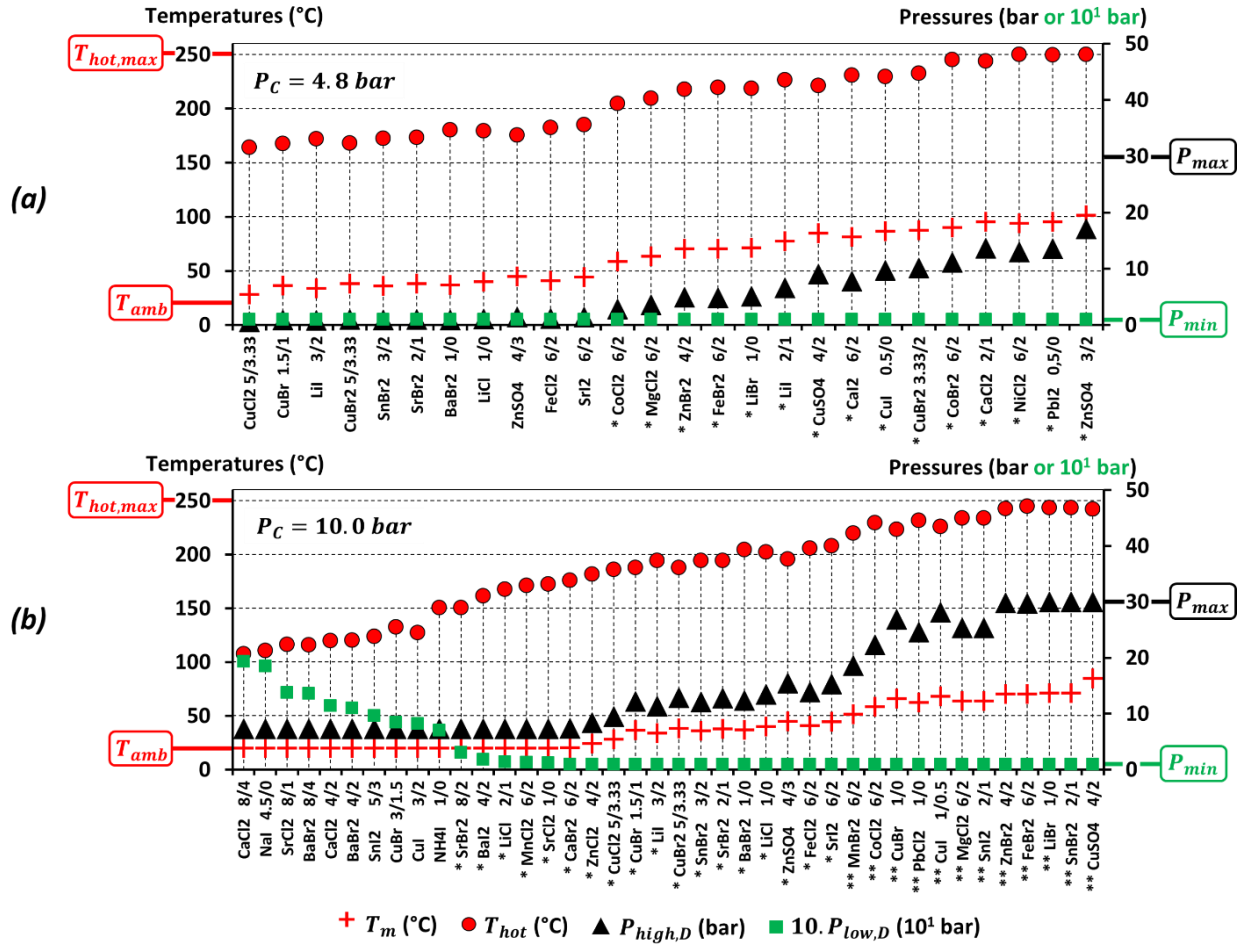 Temperatures (°C)
Pressures (bar or 10¹ bar)
T_hot,max
250
200
150
100
50
0
T_amb
P_C = 4.8 bar
50
40
30
20
10
0
P_max
P_min
(a)
CuCl2 5/3.33
CuBr 1.5/1
LiI 3/2
CuBr2 5/3.33
SnBr2 3/2
SrBr2 2/1
BaBr2 1/0
LiCl 1/0
ZnSO4 4/3
FeCl2 6/2
SrI2 6/2
* CoCl2 6/2
* MgCl2 6/2
* ZnBr2 4/2
* FeBr2 6/2
* LiBr 1/0
* LiI 2/1
* CuSO4 4/2
* CaI2 6/2
* CuI 0.5/0
* CuBr2 3.33/2
* CoBr2 6/2
* CaCl2 2/1
* NiCl2 6/2
* PbI2 0,5/0
* ZnSO4 3/2
Temperatures (°C)
Pressures (bar or 10¹ bar)
T_hot,max
250
200
150
100
50
0
T_amb
P_C = 10.0 bar
50
40
30
20
10
0
P_max
P_min
(b)
CaCl2 8/4
NaI 4.5/0
SrCl2 8/1
BaBr2 8/4
CaCl2 4/2
BaBr2 4/2
SnI2 5/3
CuBr 3/1.5
CuI 3/2
NH4I 1/0
* SrBr2 8/2
* BaI2 4/2
* LiCl 2/1
* MnCl2 6/2
* SrCl2 1/0
* CaBr2 6/2
* ZnCl2 4/2
* CuCl2 5/3.33
* CuBr 1.5/1
* LiI 3/2
* CuBr2 5/3.33
* SnBr2 3/2
* SrBr2 2/1
* BaBr2 1/0
* LiCl 1/0
* ZnSO4 4/3
* FeCl2 6/2
* SrI2 6/2
** MnBr2 6/2
** CoCl2 6/2
** CuBr 1/0
** PbCl2 1/0
** CuI 1/0.5
** MgCl2 6/2
** SnI2 2/1
** ZnBr2 4/2
** FeBr2 6/2
** LiBr 1/0
** SnBr2 2/1
** CuSO4 4/2
T_m (°C)
T_hot (°C)
P_high,D (bar)
10.P_low,D (10¹ bar)